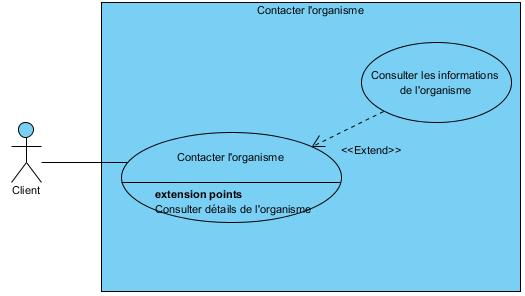 Contacter l'organisme
Consulter les informations
de l'organisme
<<Extend>>
Contacter l'organisme
extension points
Consulter détails de l'organisme
Client